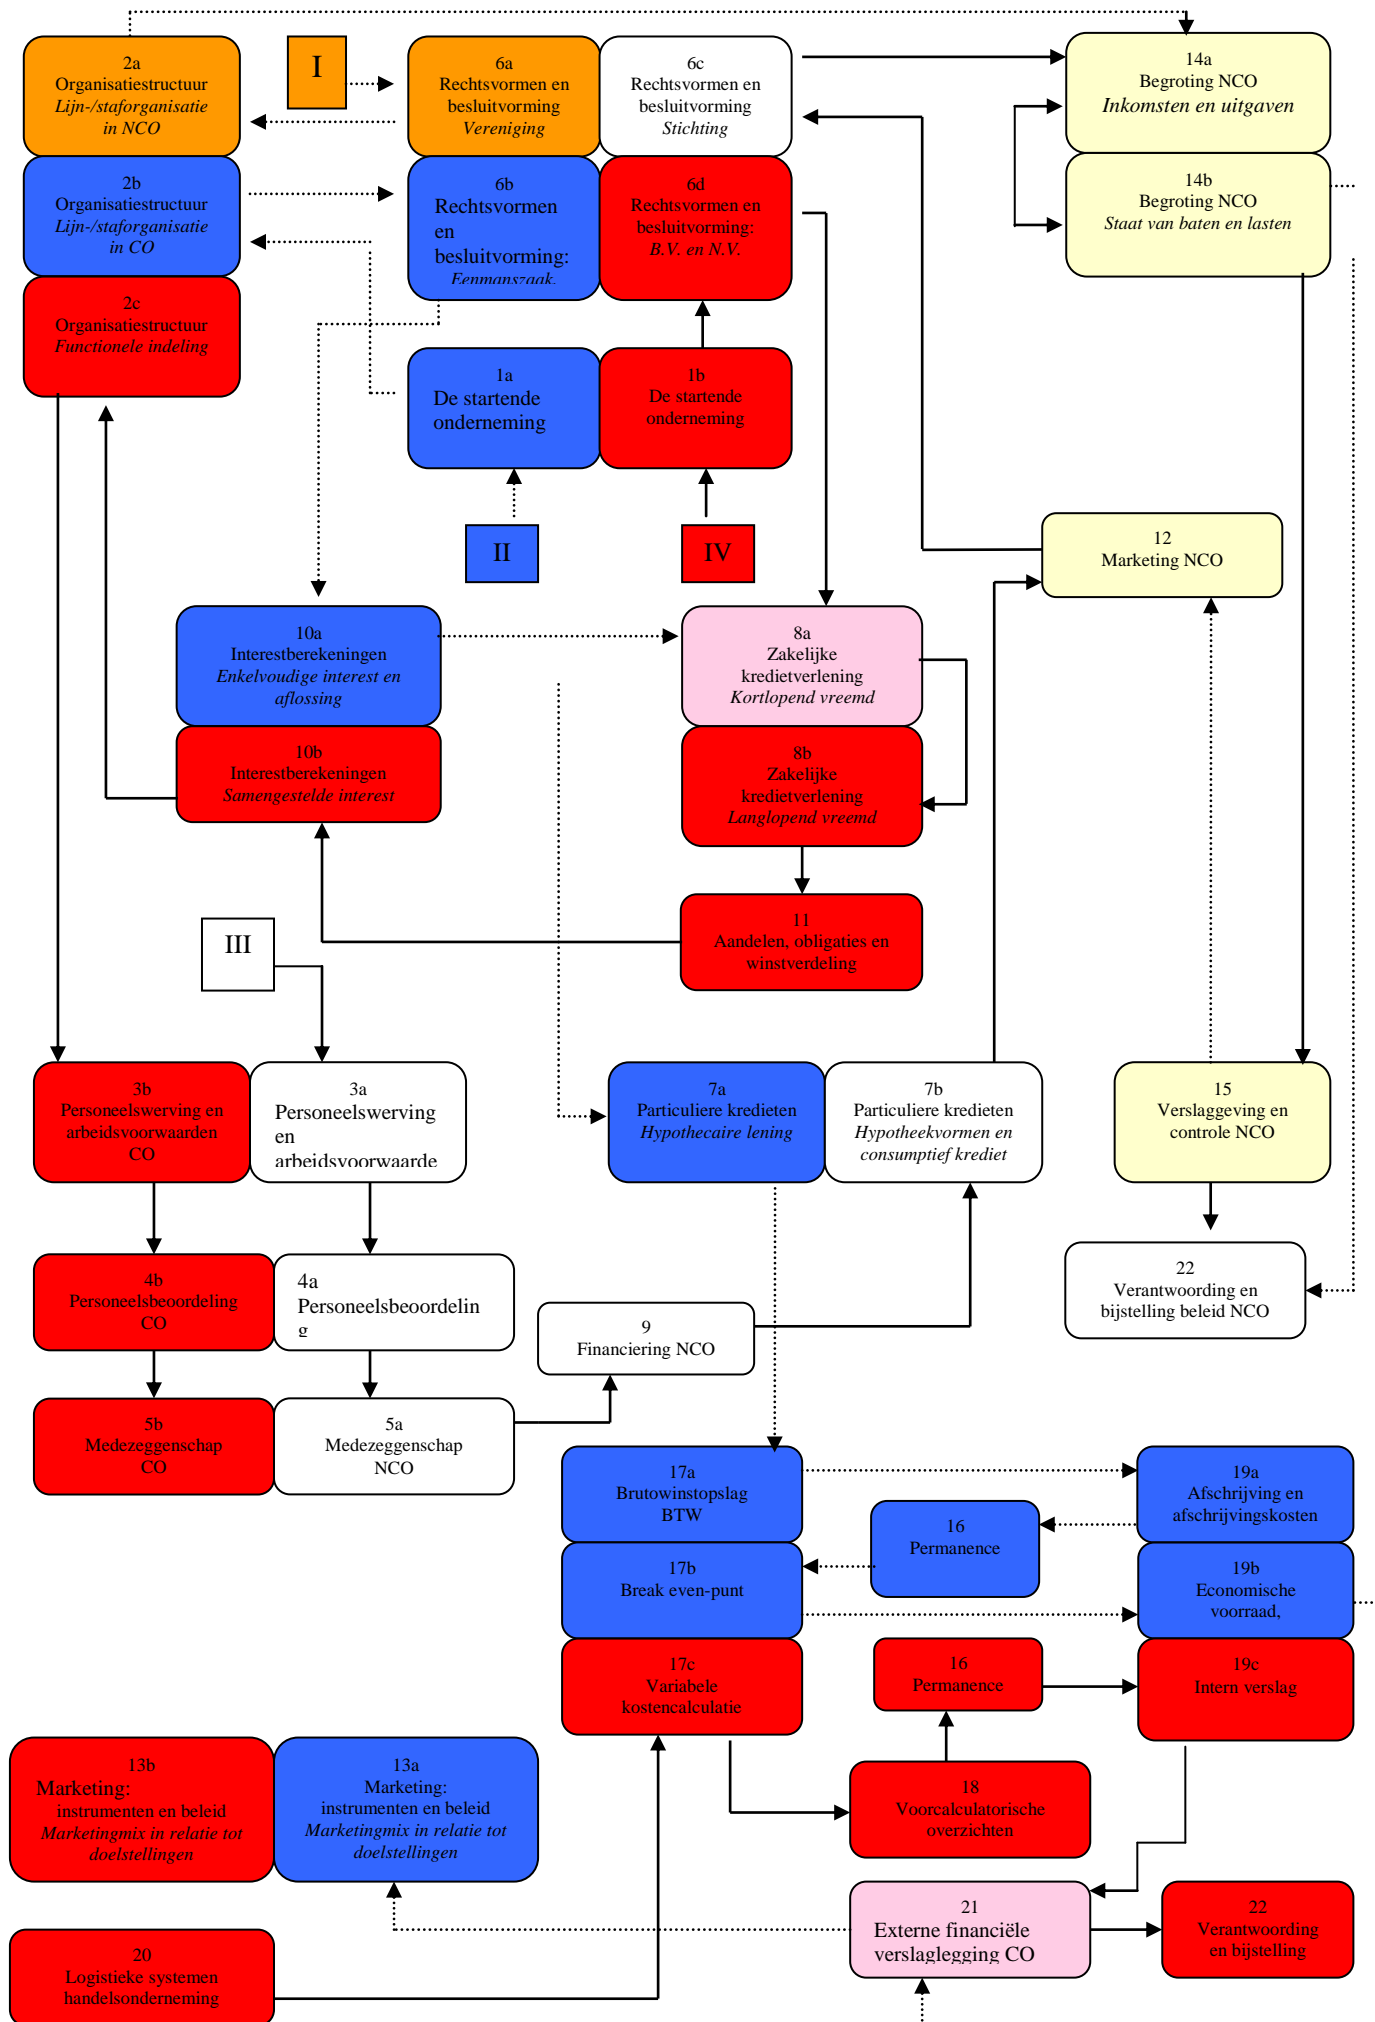 2a
Organisatiestructuur
Lijn-/staforganisatie
in NCO
I
6a
Rechtsvormen en
besluitvorming
Vereniging
6c
Rechtsvormen en
besluitvorming
Stichting
14a
Begroting NCO
Inkomsten en uitgaven
2b
Organisatiestructuur
Lijn-/staforganisatie
in CO
6b
Rechtsvormen
en
besluitvorming:
Eenmanszaak,
6d
Rechtsvormen en
besluitvorming:
B.V. en N.V.
14b
Begroting NCO
Staat van baten en lasten
2c
Organisatiestructuur
Functionele indeling
1a
De startende
onderneming
1b
De startende
onderneming
II
IV
12
Marketing NCO
10a
Interestberekeningen
Enkelvoudige interest en
aflossing
8a
Zakelijke
kredietverlening
Kortlopend vreemd
10b
Interestberekeningen
Samengestelde interest
8b
Zakelijke
kredietverlening
Langlopend vreemd
11
Aandelen, obligaties en
winstverdeling
III
3b
Personeelswerving en
arbeidsvoorwaarden
CO
3a
Personeelswerving
en
arbeidsvoorwaarde
7a
Particuliere kredieten
Hypothecaire lening
7b
Particuliere kredieten
Hypotheekvormen en
consumptief krediet
15
Verslaggeving en
controle NCO
4b
Personeelsbeoordeling
CO
4a
Personeelsbeoordelin
g
9
Financiering NCO
22
Verantwoording en
bijstelling beleid NCO
5b
Medezeggenschap
CO
5a
Medezeggenschap
NCO
17a
Brutowinstopslag
BTW
16
Permanence
19a
Afschrijving en
afschrijvingskosten
17b
Break even-punt
19b
Economische
voorraad,
17c
Variabele
kostencalculatie
16
Permanence
19c
Intern verslag
13b
Marketing:
instrumenten en beleid
Marketingmix in relatie tot
doelstellingen
13a
Marketing:
instrumenten en beleid
Marketingmix in relatie tot
doelstellingen
18
Voorcalculatorische
overzichten
21
Externe financiële
verslaglegging CO
22
Verantwoording
en bijstelling
20
Logistieke systemen
handelsonderneming